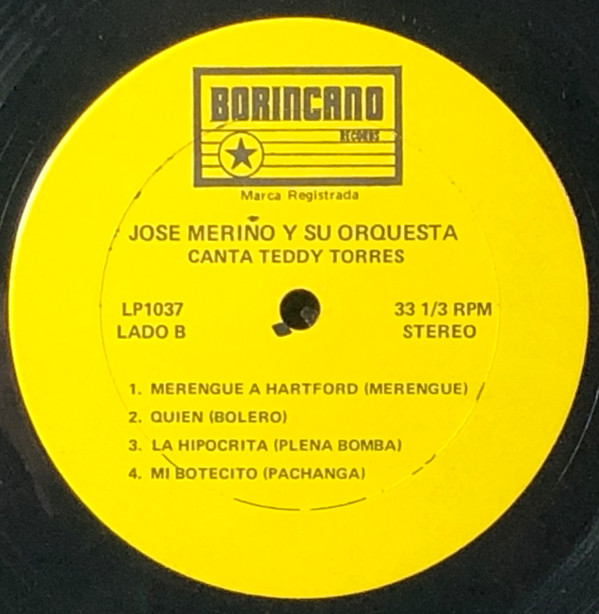 BORINCANO
RECORDS
Marca Registrada
JOSE MERIÑO Y SU ORQUESTA
CANTA TEDDY TORRES
LP1037
LADO B
33 1/3 RPM
STEREO
1. MERENGUE A HARTFORD (MERENGUE)
2. QUIEN (BOLERO)
3. LA HIPOCRITA (PLENA BOMBA)
4. MI BOTECITO (PACHANGA)